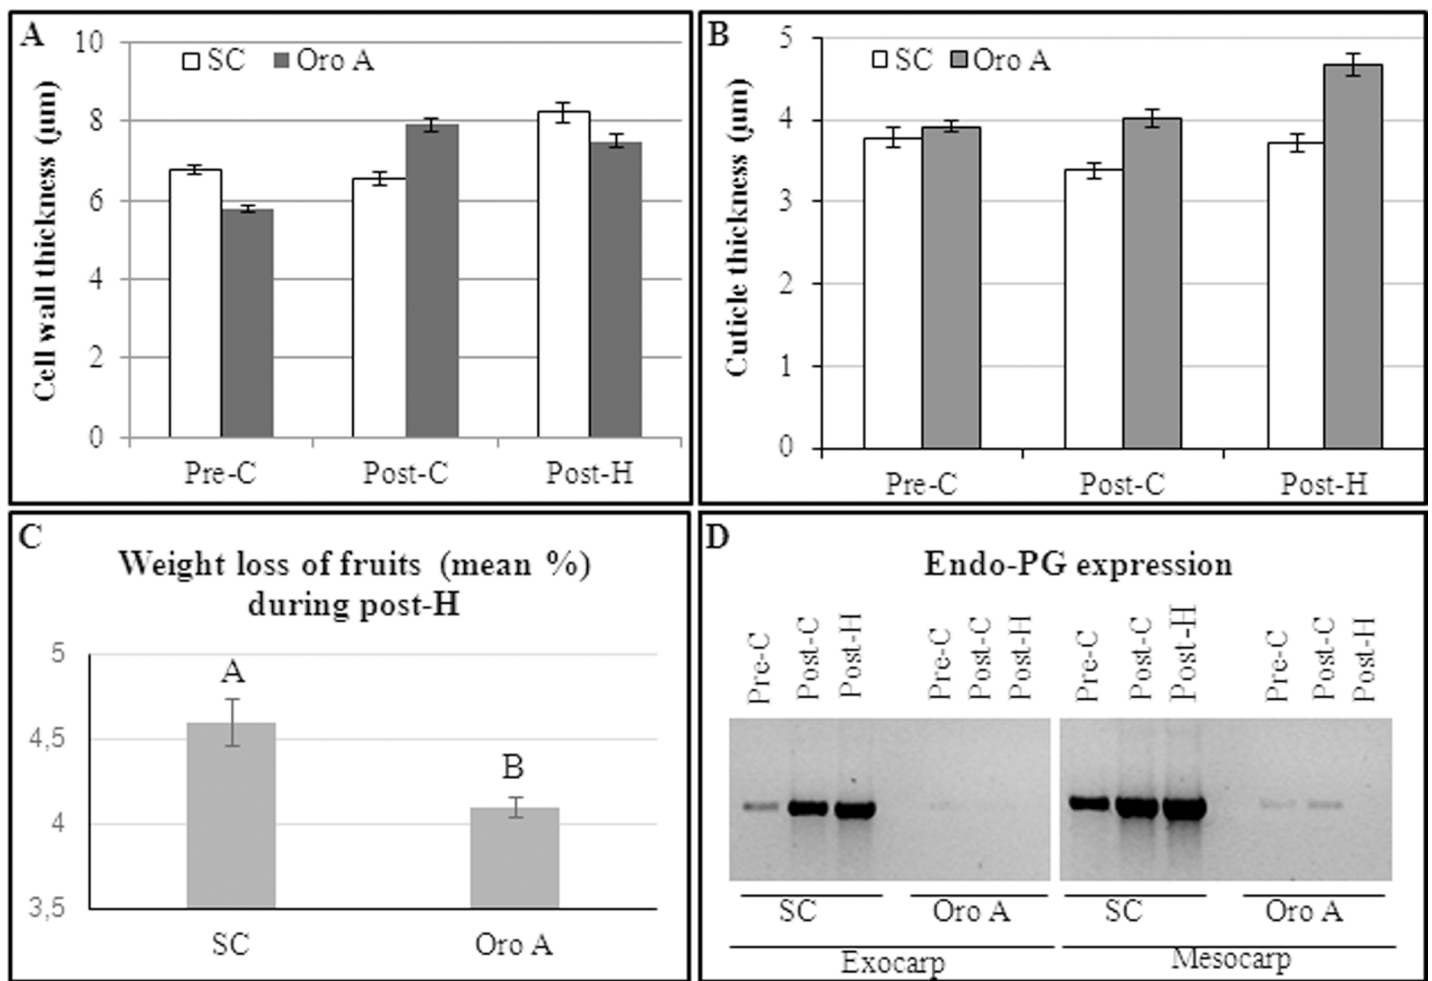 A
10
8
6
4
2
0
Cell wall thickness (µm)
SC Oro A
Pre-C Post-C Post-H
B
5
4
3
2
1
0
Cuticle thickness (µm)
SC Oro A
Pre-C Post-C Post-H
C
Weight loss of fruits (mean %)
during post-H
5
4,5
4
3,5
A
B
SC Oro A
D
Endo-PG expression
Pre-C Post-C Post-H Pre-C Post-C Post-H Pre-C Post-C Post-H Pre-C Post-C Post-H
SC Oro A SC Oro A
Exocarp Mesocarp